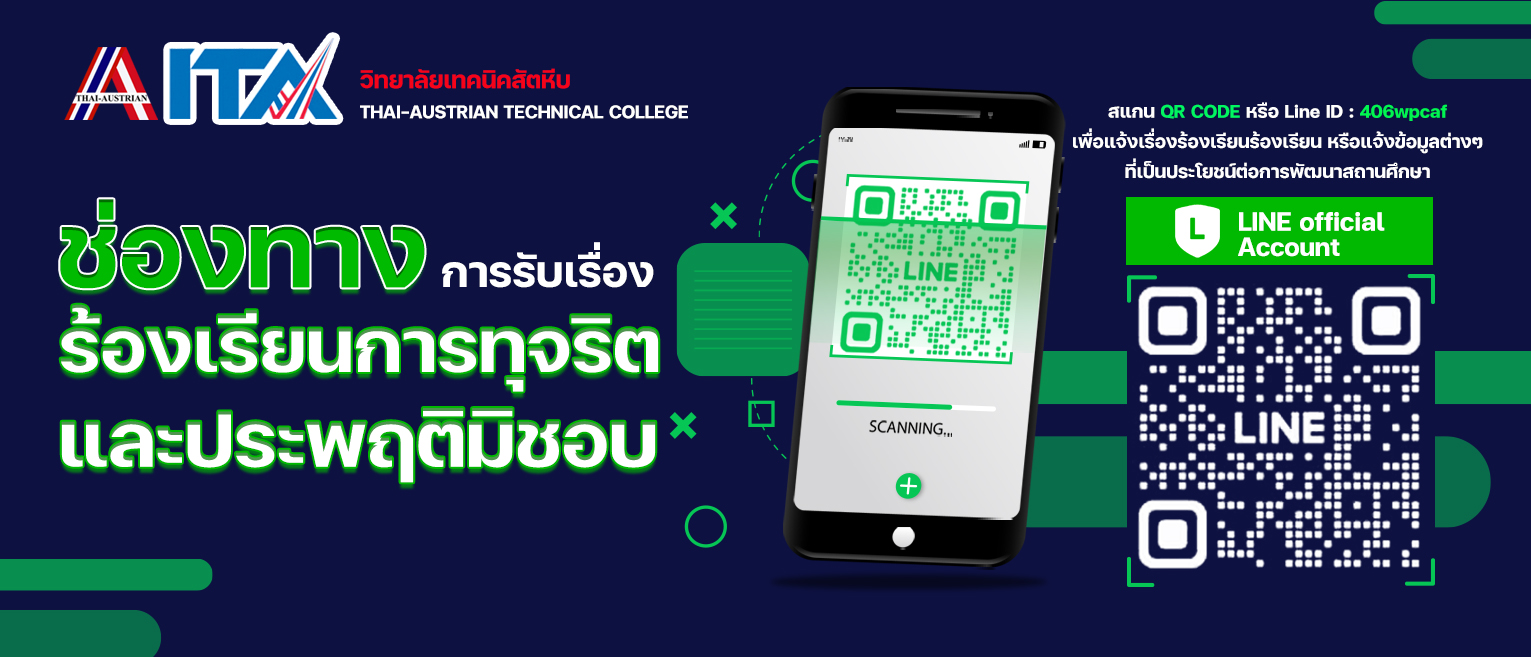 THAI-AUSTRIAN
ITA
วิทยาลัยเทคนิคสัตหีบ
THAI-AUSTRIAN TECHNICAL COLLEGE
ช่องทาง การรับเรื่อง
ร้องเรียนการทุจริต
และประพฤติมิชอบ
LINE
SCANNING...
สแกน QR CODE หรือ Line ID : 406wpcaf
เพื่อแจ้งเรื่องร้องเรียนร้องเรียน หรือแจ้งข้อมูลต่างๆ
ที่เป็นประโยชน์ต่อการพัฒนาสถานศึกษา
L
LINE official
Account
LINE